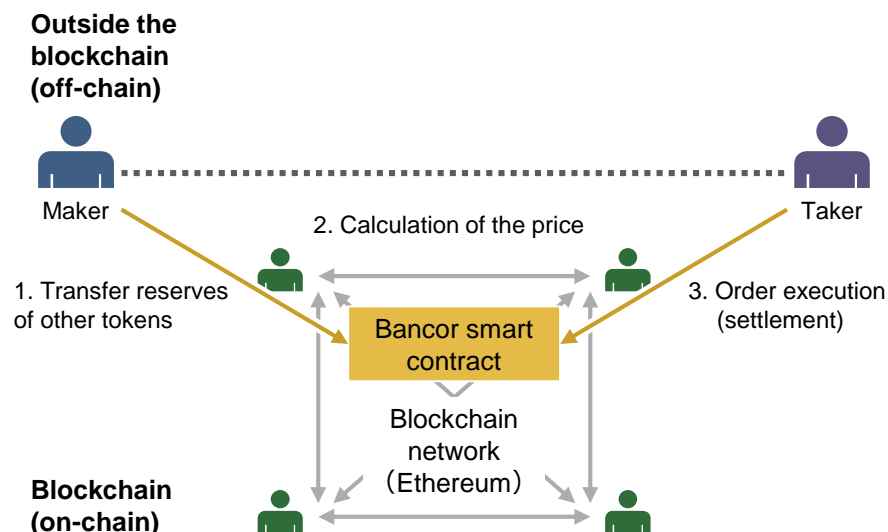 Outside the
blockchain
(off-chain)
Maker
Taker
2. Calculation of the price
1. Transfer reserves
of other tokens
3. Order execution
(settlement)
Bancor smart
contract
Blockchain
network
（Ethereum）
Blockchain
(on-chain)